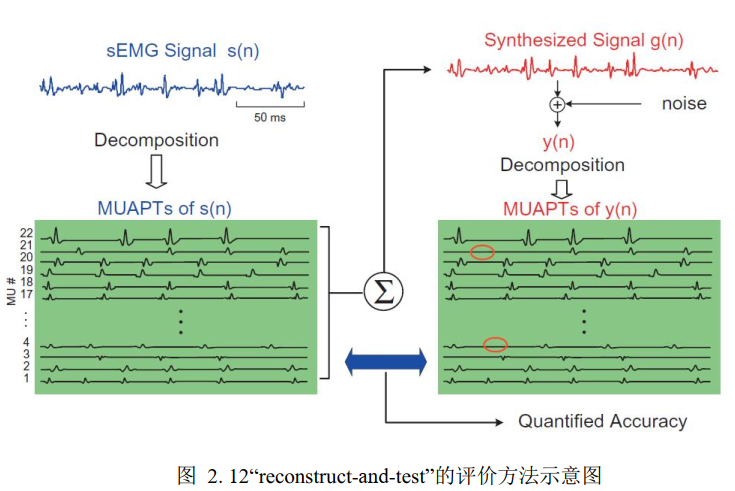 sEMG Signal s(n)
50 ms
Decomposition
MUAPTs of s(n)
MU #
22
21
20
19
18
17
:
.
4
3
2
1
Σ
Synthesized Signal g(n)
+
noise
y(n)
Decomposition
MUAPTs of y(n)
Quantified Accuracy
图 2. 12“reconstruct-and-test”的评价方法示意图